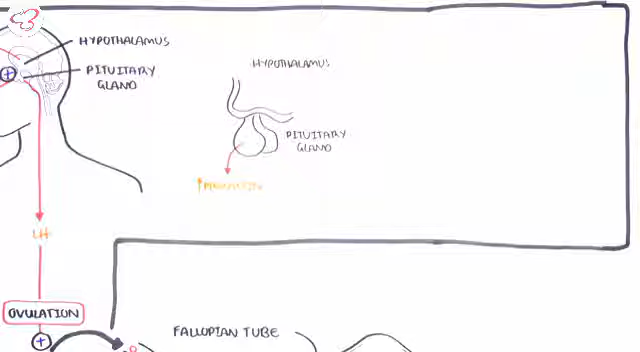 HYPOTHALAMUS
PITUITARY
GLAND
HYPOTHALAMUS
PITUITARY
GLAND
LH
OVULATION
FALLOPIAN TUBE